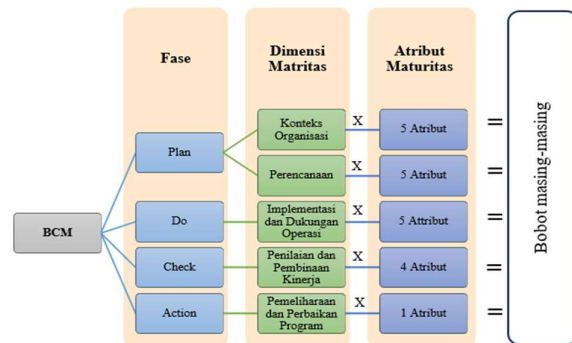 Fase
Dimensi
Matritas
Atribut
Maturitas
Konteks
Organisasi
X
5 Atribut
=
Plan
Perencanaan
X
5 Atribut
=
BCM
Do
Implementasi
dan Dukungan
Operasi
X
5 Attribut
=
Check
Penilaian dan
Pembinaan
Kinerja
X
4 Atribut
=
Action
Pemeliharaan
dan Perbaikan
Program
X
1 Atribut
=
Bobot masing-masing